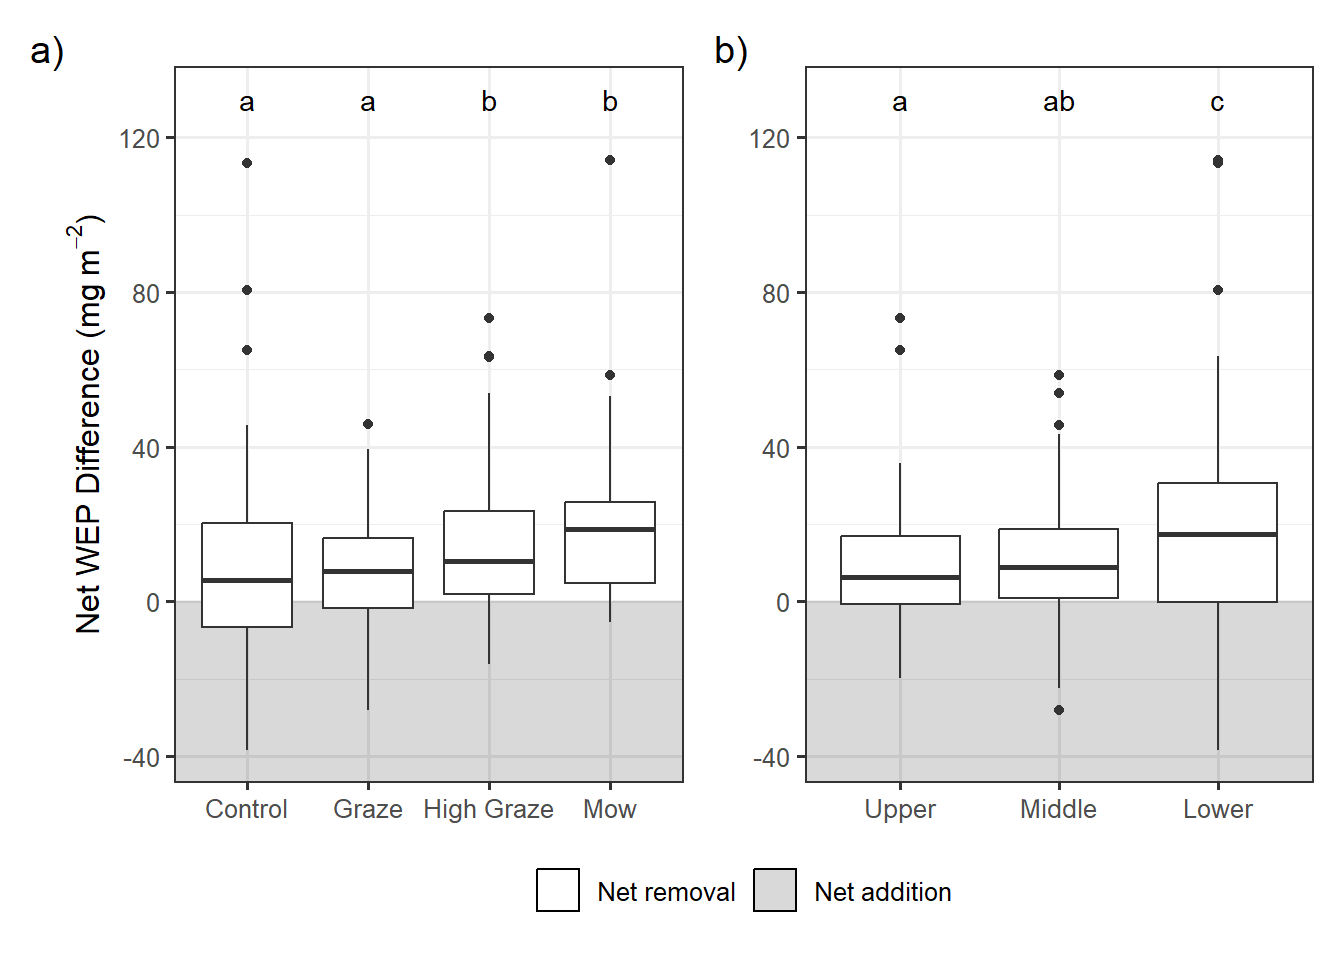 a)
b)
a a b b
a ab c
120
80
40
0
-40
120
80
40
0
-40
Net WEP Difference (mg m⁻²)
Control Graze High Graze Mow
Upper Middle Lower
Net removal Net addition